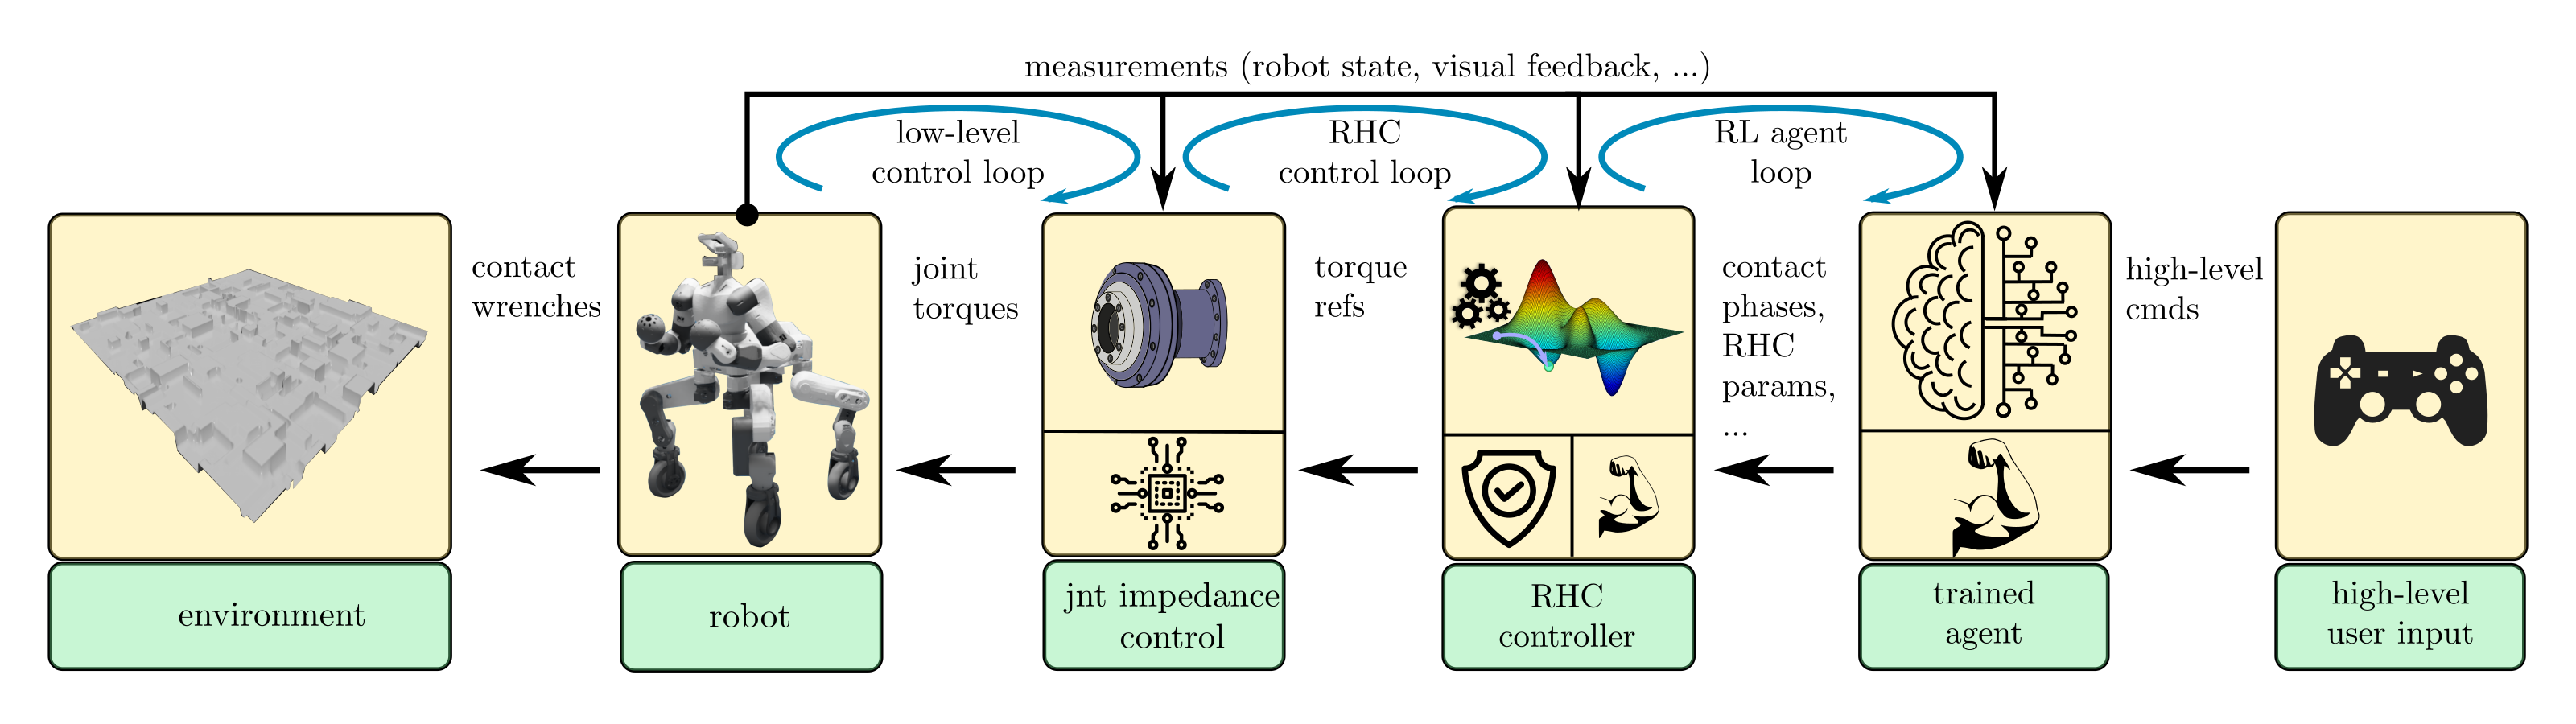 measurements (robot state, visual feedback, ...)
low-level
control loop
RHC
control loop
RL agent
loop
contact
wrenches
joint
torques
torque
refs
contact
phases,
RHC
params,
...
high-level
cmds
environment
robot
jnt impedance
control
RHC
controller
trained
agent
high-level
user input